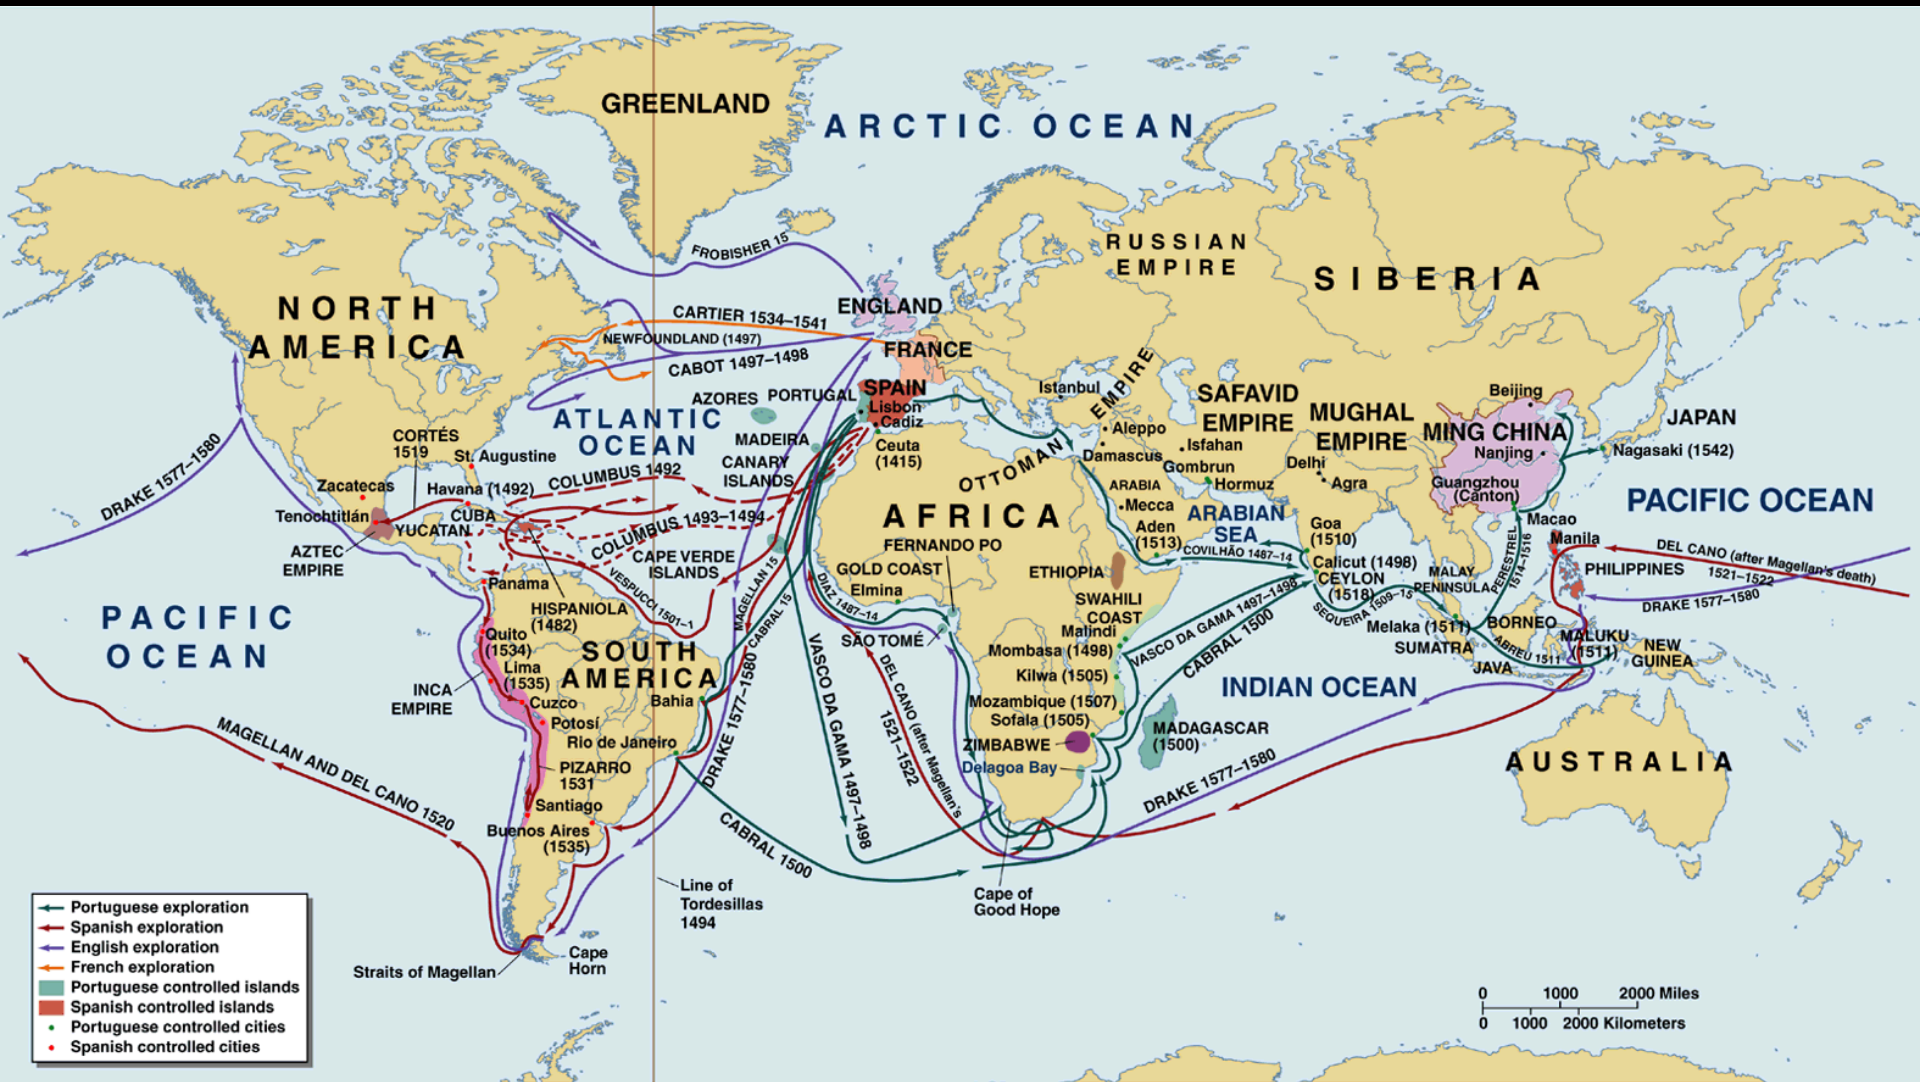 GREENLAND
ARCTIC OCEAN
FROBISHER 15
RUSSIAN
EMPIRE
SIBERIA
NORTH
AMERICA
ENGLAND
CARTIER 1534–1541
NEWFOUNDLAND (1497)
CABOT 1497–1498
FRANCE
AZORES
PORTUGAL
SPAIN
Lisbon
Cadiz
Ceuta
(1415)
ATLANTIC
OCEAN
MADEIRA
CANARY
ISLANDS
Istanbul
OTTOMAN EMPIRE
Aleppo
Damascus
SAFAVID
EMPIRE
Isfahan
Gombrun
Hormuz
MUGHAL
EMPIRE
Delhi
Agra
Beijing
MING CHINA
Nanjing
Guangzhou
(Canton)
JAPAN
Nagasaki (1542)
PACIFIC OCEAN
DRAKE 1577–1580
CORTÉS
1519
St. Augustine
Zacatecas
Havana (1492)
Tenochtitlán
CUBA
YUCATAN
AZTEC
EMPIRE
COLUMBUS 1492
COLUMBUS 1493–1494
CAPE VERDE
ISLANDS
VESPUCCI 1501–1
Panama
HISPANIOLA
(1482)
MAGELLAN 15
CABRAL 15
AFRICA
FERNANDO PO
GOLD COAST
Elmina
DIAZ 1487–14
SÃO TOMÉ
ARABIA
Mecca
Aden
(1513)
ARABIAN
SEA
COVILHÃO 1487–14
ETHIOPIA
SWAHILI
COAST
Malindi
Mombasa (1498)
Kilwa (1505)
Mozambique (1507)
Sofala (1505)
ZIMBABWE
Delagoa Bay
MADAGASCAR
(1500)
Goa
(1510)
Calicut (1498)
CEYLON
(1518)
VASCO DA GAMA 1497–1498
CABRAL 1500
SEQUEIRA 1509–15
MALAY
PENINSULA
Melaka (1511)
SUMATRA
PERESTREL
1514–1516
Macao
Manila
PHILIPPINES
DEL CANO (after Magellan's death)
1521–1522
DRAKE 1577–1580
BORNEO
ABREU 1511
JAVA
MALUKU
(1511)
NEW
GUINEA
INDIAN OCEAN
AUSTRALIA
PACIFIC
OCEAN
Quito
(1534)
Lima
(1535)
INCA
EMPIRE
Cuzco
Potosí
SOUTH
AMERICA
Bahia
Rio de Janeiro
PIZARRO
1531
Santiago
Buenos Aires
(1535)
MAGELLAN AND DEL CANO 1520
DRAKE 1577–1580
VASCO DA GAMA 1497–1498
DEL CANO (after Magellan's
1521–1522
CABRAL 1500
DRAKE 1577–1580
Cape of
Good Hope
Line of
Tordesillas
1494
Cape
Horn
Straits of Magellan
Portuguese exploration
Spanish exploration
English exploration
French exploration
Portuguese controlled islands
Spanish controlled islands
Portuguese controlled cities
Spanish controlled cities
0 1000 2000 Miles
0 1000 2000 Kilometers